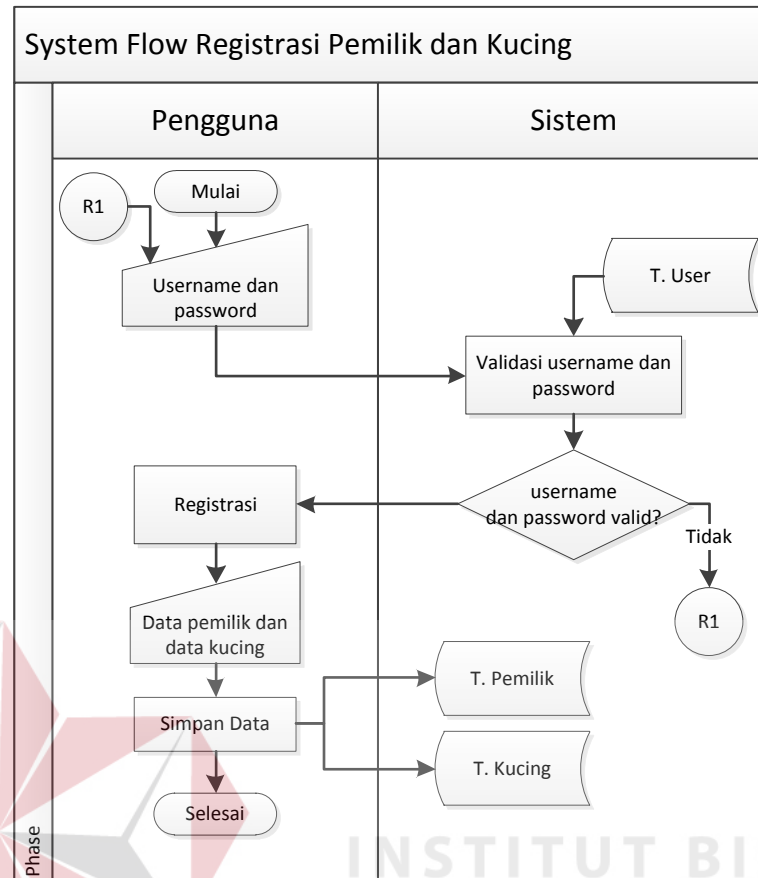 System Flow Registrasi Pemilik dan Kucing
Pengguna
Sistem
R1
Mulai
Username dan
password
T. User
Validasi username dan
password
username
dan password valid?
Tidak
R1
Registrasi
Data pemilik dan
data kucing
Simpan Data
T. Pemilik
T. Kucing
Selesai
Phase
INSTITUT BI